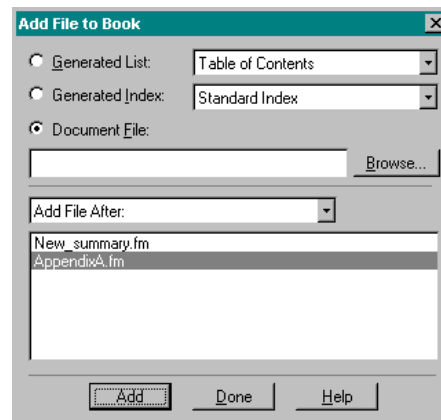 Add File to Book
Generated List: Table of Contents
Generated Index: Standard Index
Document File:
Browse...
Add File After:
New_summary.fm
AppendixA.fm
Add Done Help